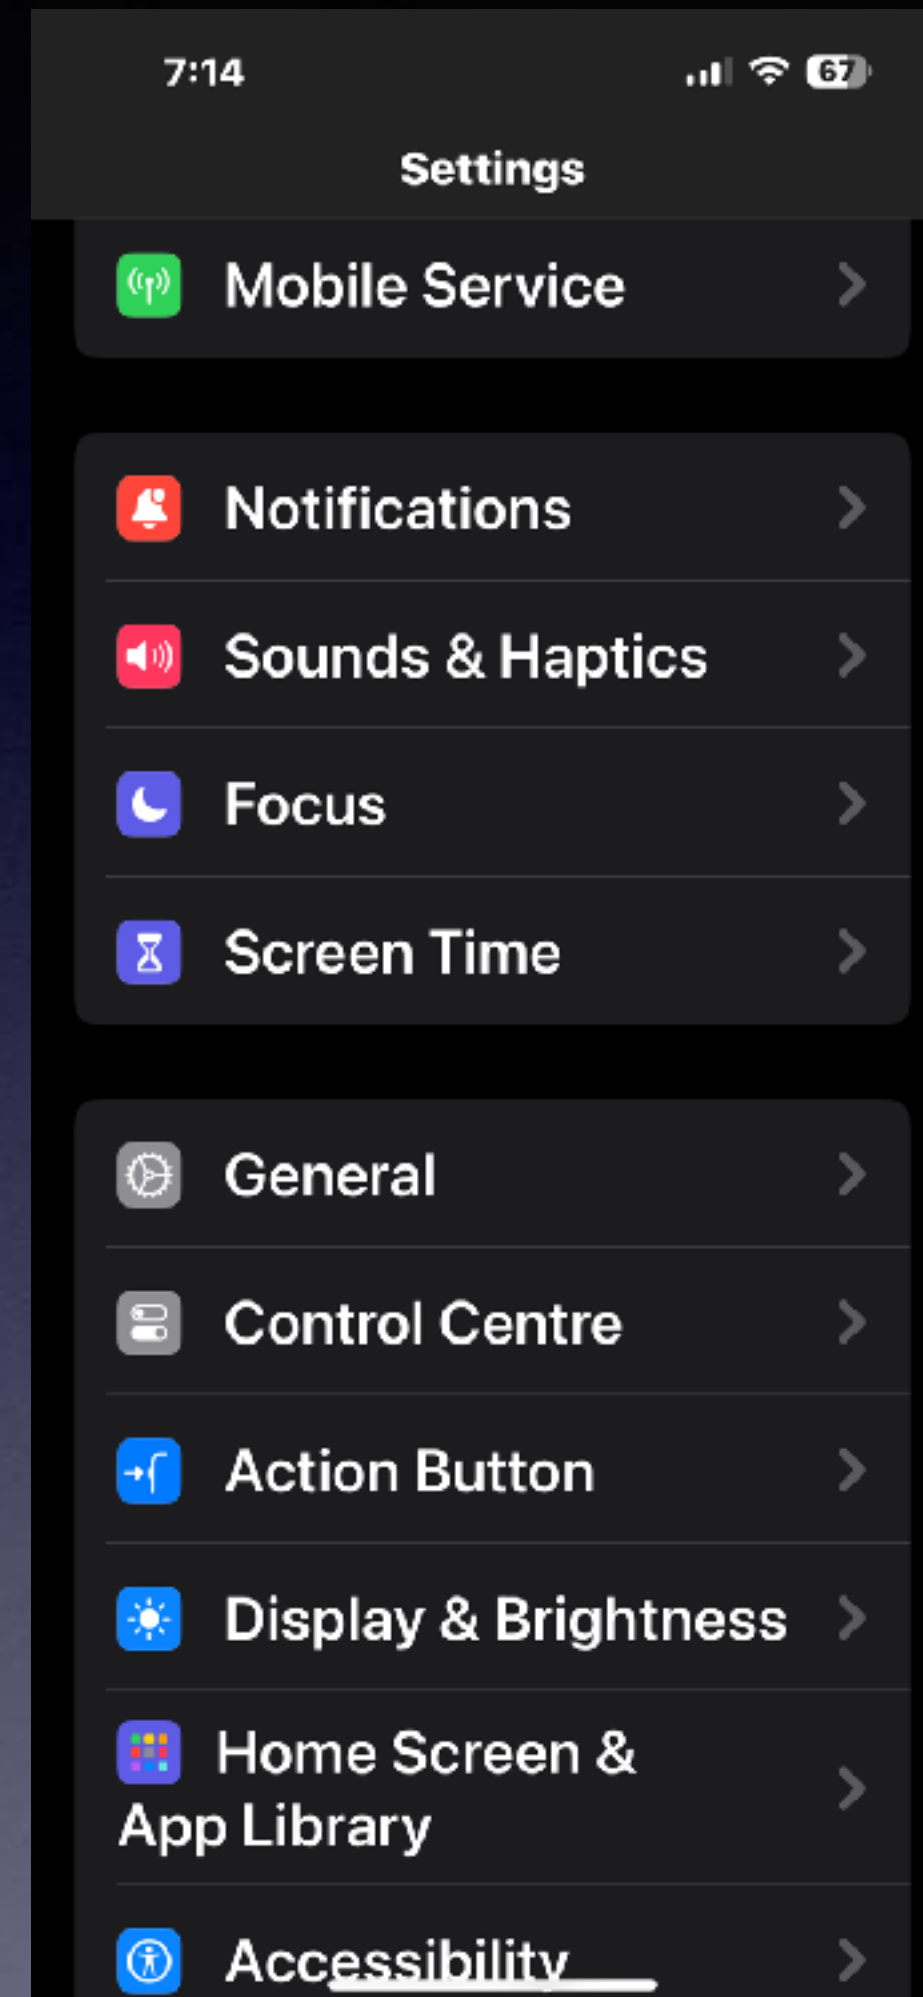 7:14
67
Settings
Mobile Service
Notifications
Sounds & Haptics
Focus
Screen Time
General
Control Centre
Action Button
Display & Brightness
Home Screen &
App Library
Accessibility